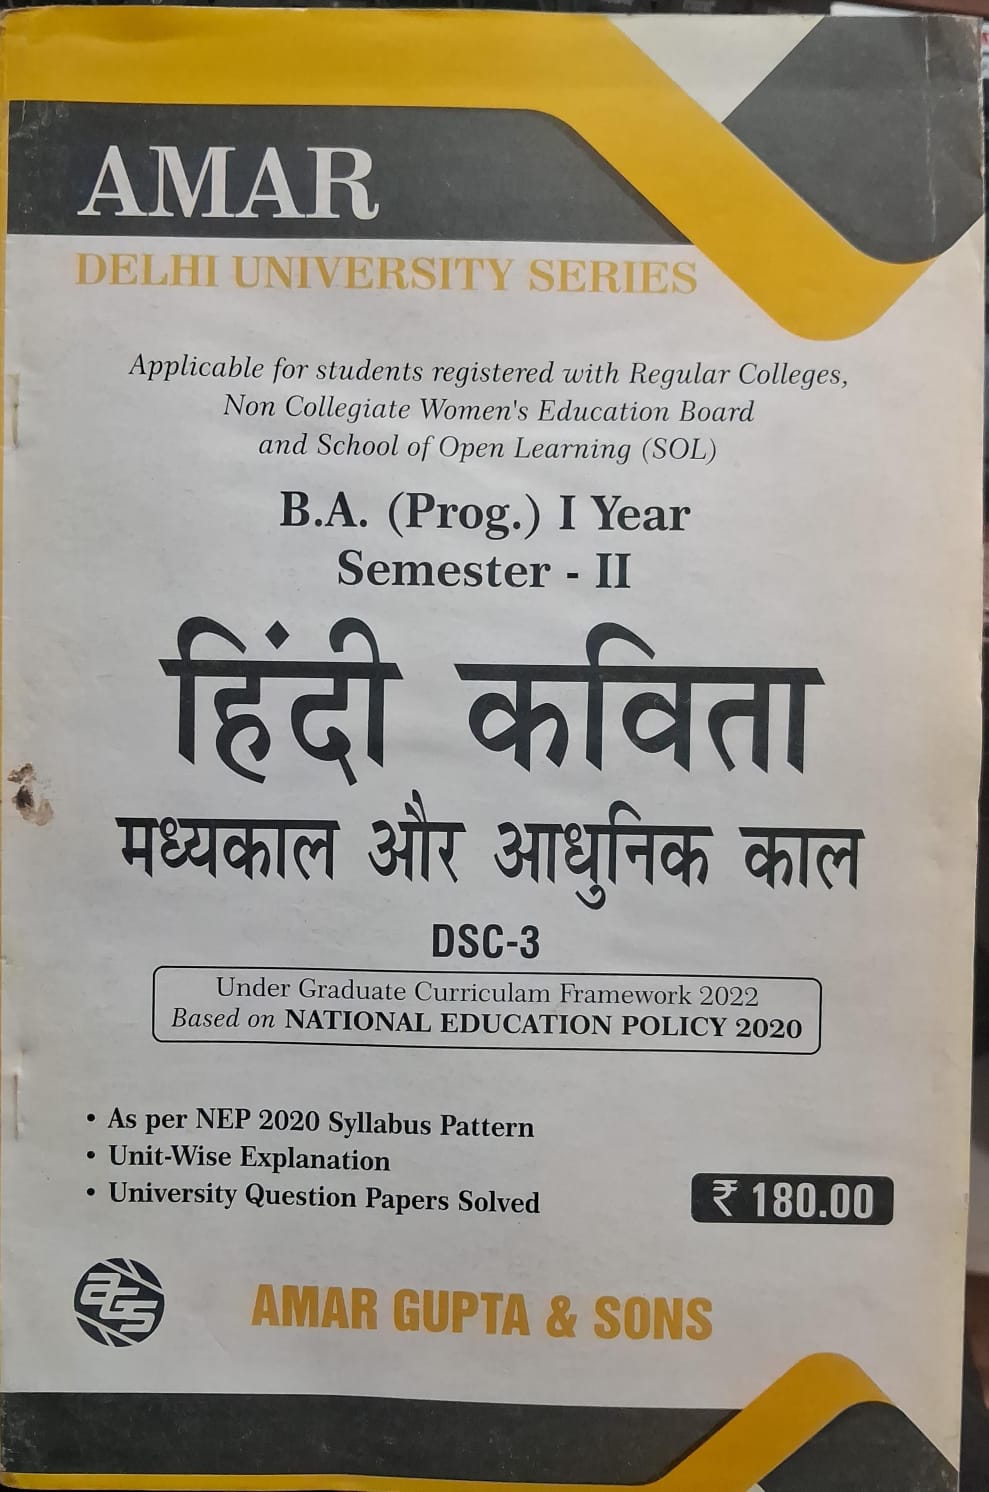 AMAR
DELHI UNIVERSITY SERIES
Applicable for students registered with Regular Colleges,
Non Collegiate Women's Education Board
and School of Open Learning (SOL)
B.A. (Prog.) I Year
Semester - II
हिंदी कविता
मध्यकाल और आधुनिक काल
DSC-3
Under Graduate Curriculam Framework 2022
Based on NATIONAL EDUCATION POLICY 2020
• As per NEP 2020 Syllabus Pattern
• Unit-Wise Explanation
• University Question Papers Solved
₹ 180.00
aGS
AMAR GUPTA & SONS